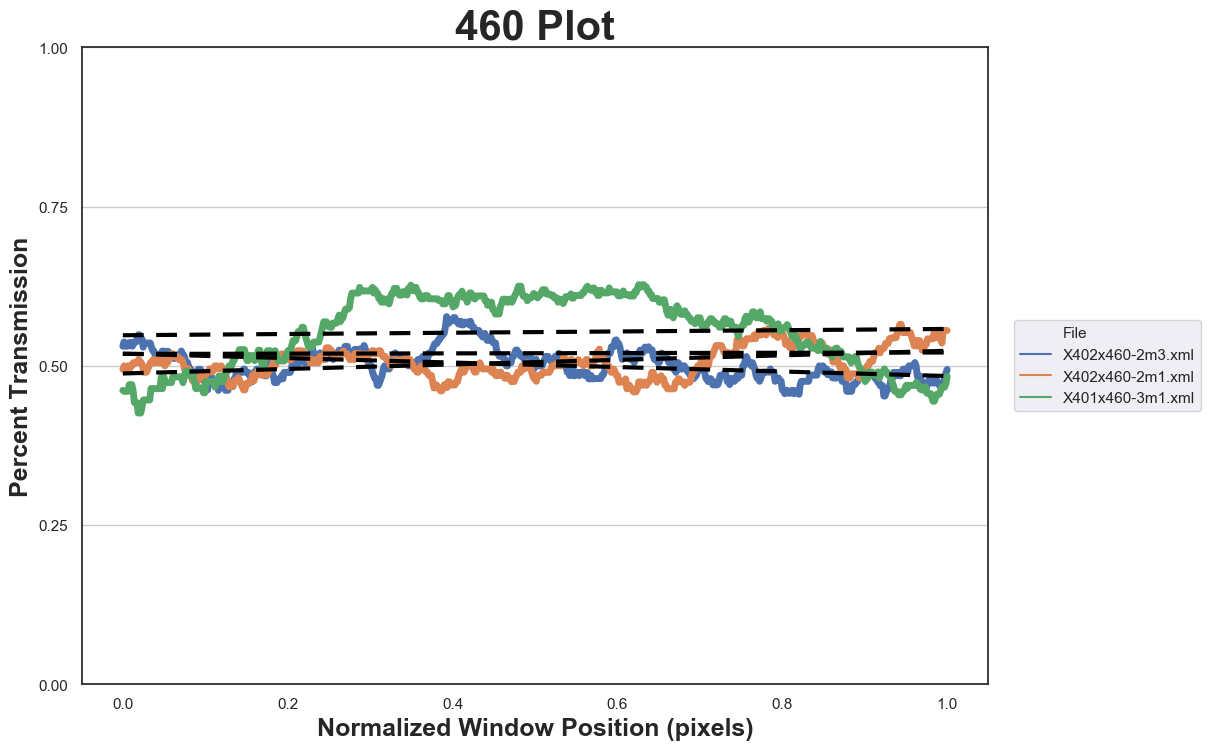 460 Plot
1.00
0.75
0.50
0.25
0.00
Percent Transmission
0.0 0.2 0.4 0.6 0.8 1.0
Normalized Window Position (pixels)
File
X402x460-2m3.xml
X402x460-2m1.xml
X401x460-3m1.xml